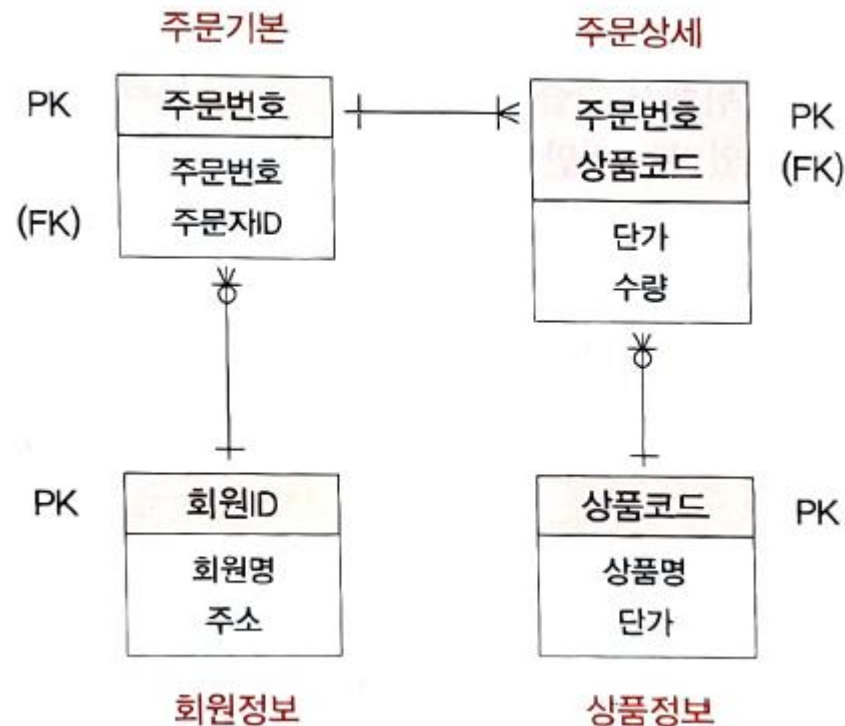 주문기본
주문상세
PK
주문번호
주문번호
(FK)
주문자ID
주문번호
PK
상품코드
(FK)
단가
수량
PK
회원ID
회원명
주소
상품코드
PK
상품명
단가
회원정보
상품정보